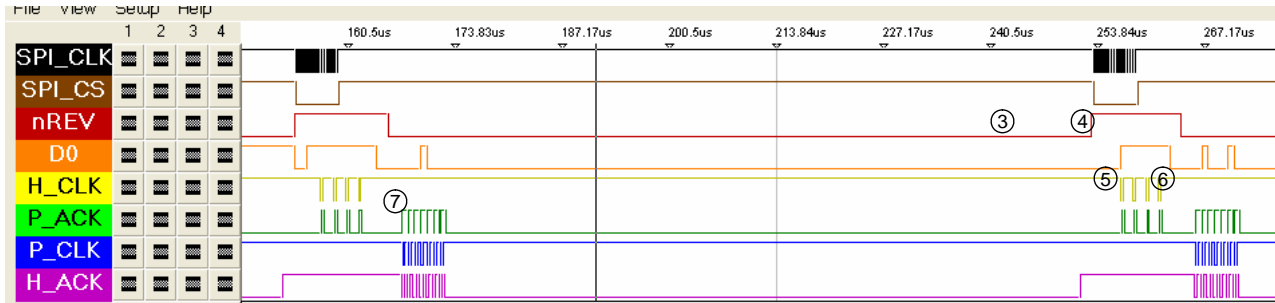 File View Setup Help
1 2 3 4
160.5us 173.83us 187.17us 200.5us 213.84us 227.17us 240.5us 253.84us 267.17us
SPI_CLK
SPI_CS
nREV ③ ④
D0
H_CLK ⑤ ⑥
P_ACK ⑦
P_CLK
H_ACK